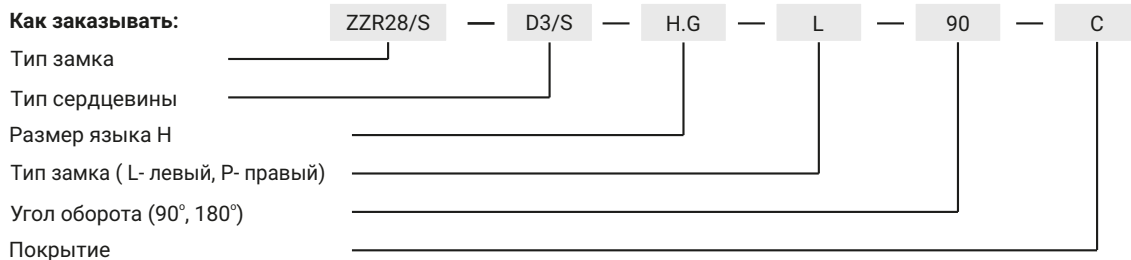 Как заказывать: ZZR28/S — D3/S — H.G — L — 90 — C
Тип замка
Тип сердцевины
Размер языка H
Тип замка ( L- левый, P- правый)
Угол оборота (90°, 180°)
Покрытие